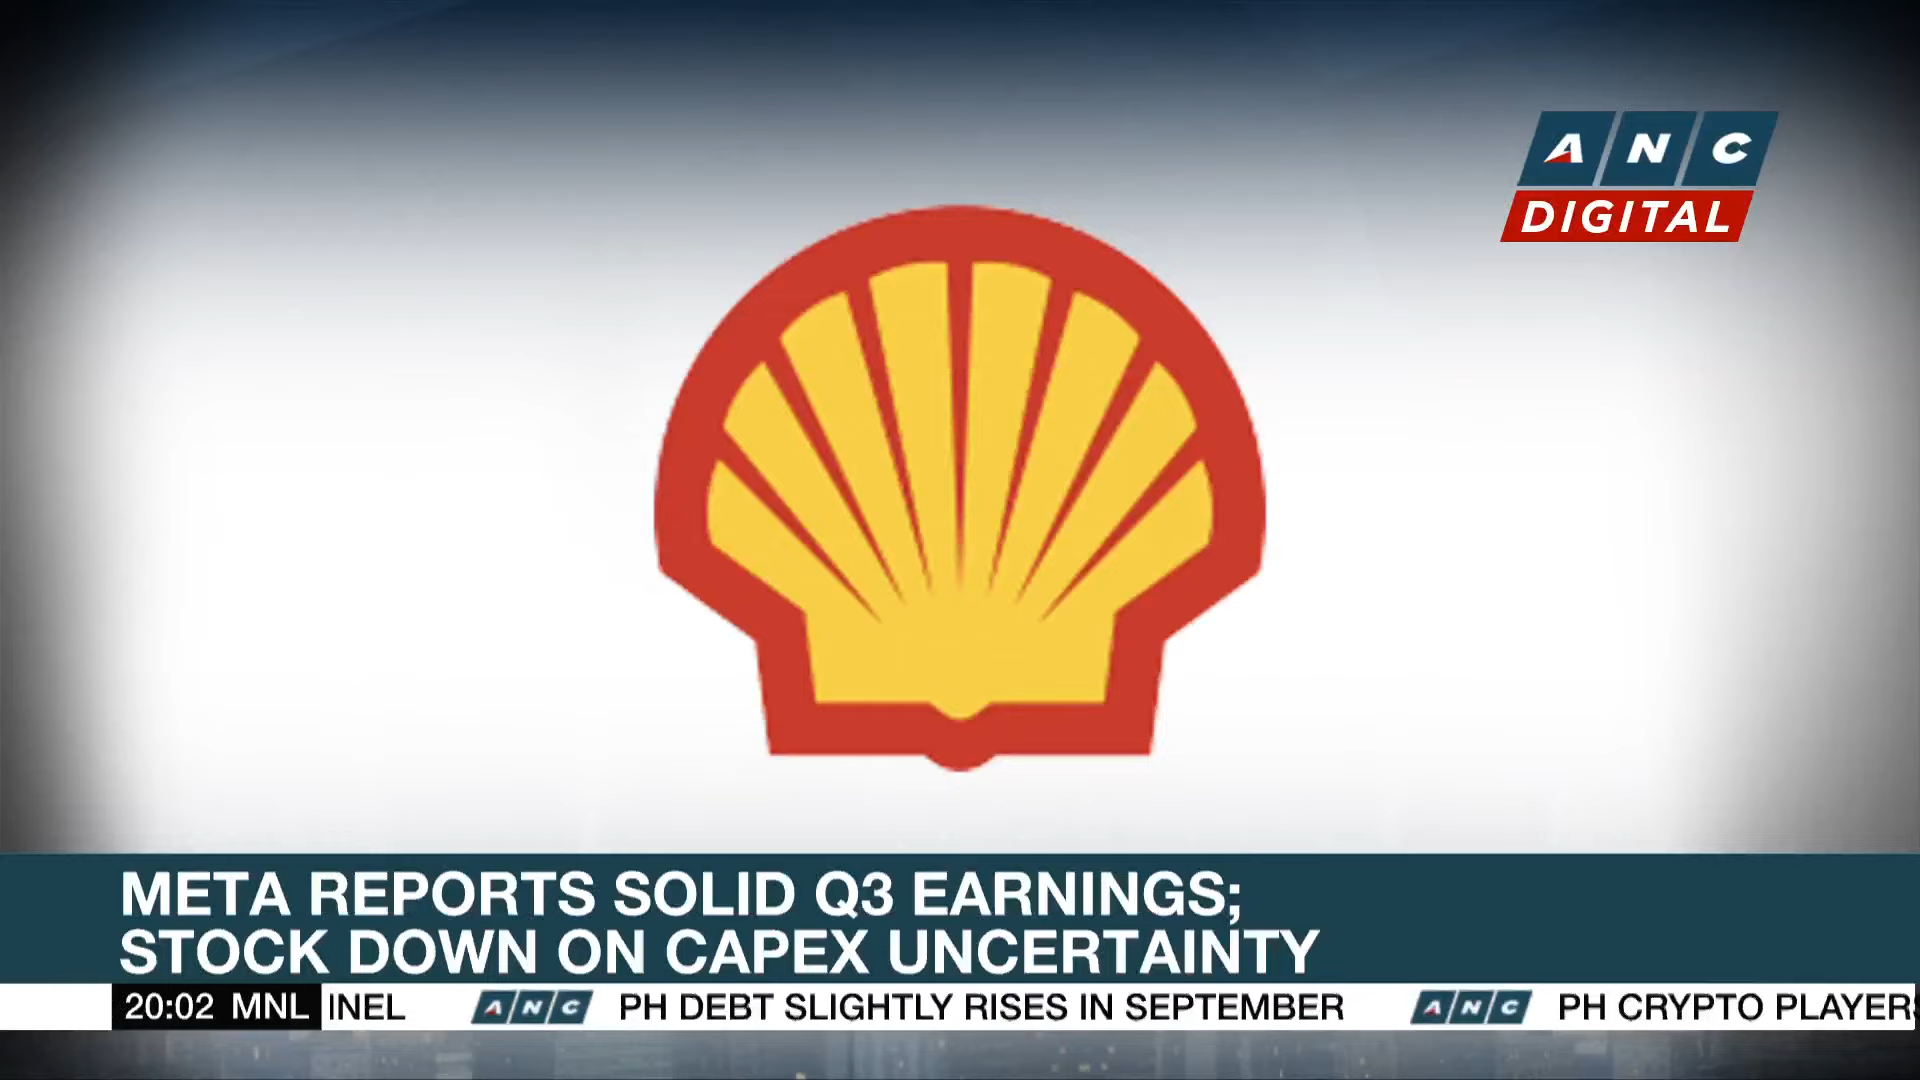 ANC
DIGITAL
META REPORTS SOLID Q3 EARNINGS;
STOCK DOWN ON CAPEX UNCERTAINTY
20:02 MNL INEL ANC PH DEBT SLIGHTLY RISES IN SEPTEMBER ANC PH CRYPTO PLAYERS